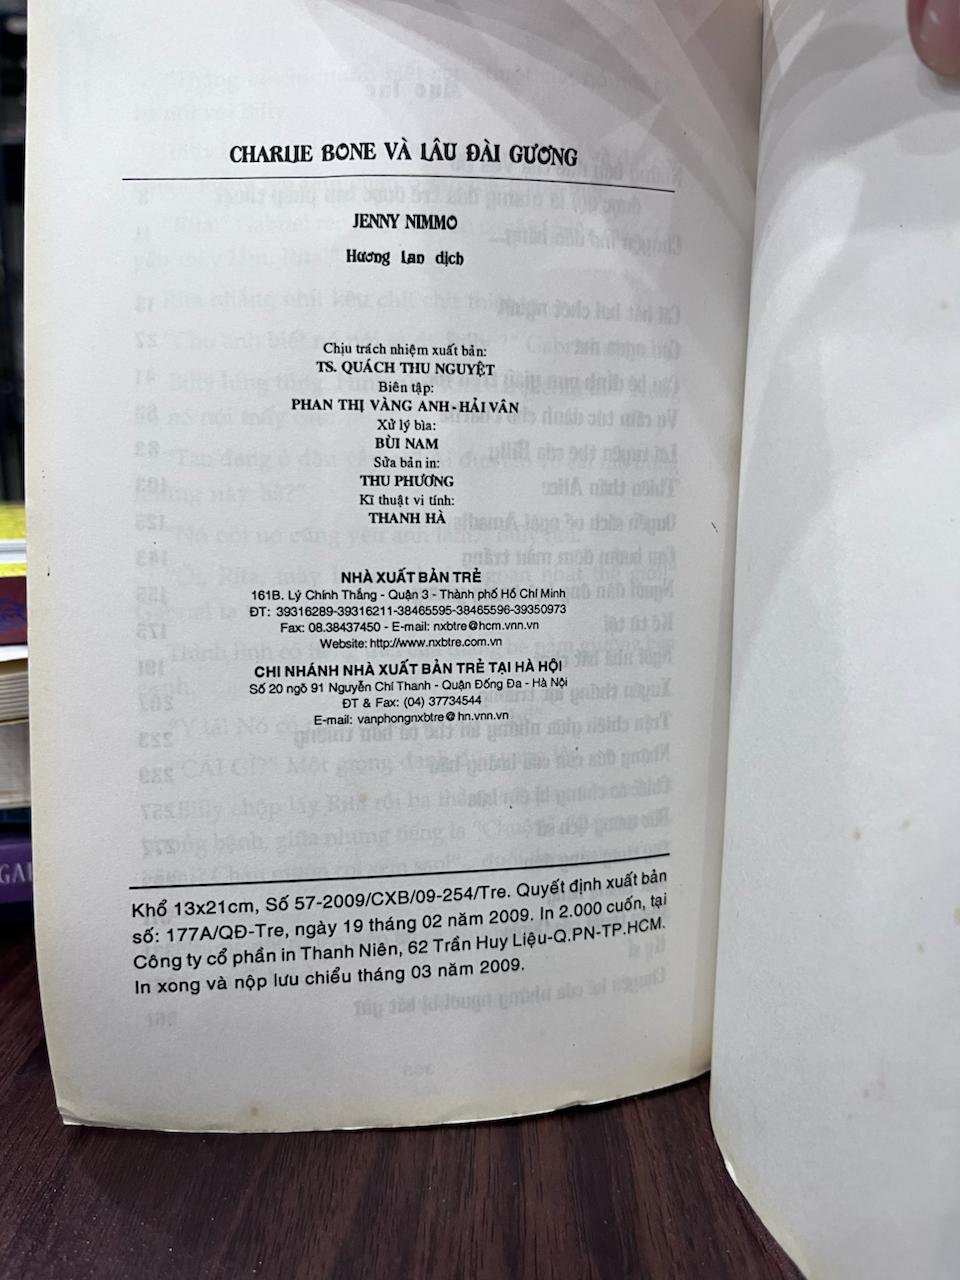 CHARLIE BONE VÀ LÂU ĐÀI GƯƠNG
JENNY NIMMO
Hương Lan dịch
Chịu trách nhiệm xuất bản:
TS. QUÁCH THU NGUYỆT
Biên tập:
PHAN THỊ VÀNG ANH - HẢI VÂN
Xử lý bìa:
BÙI NAM
Sửa bản in:
THU PHƯƠNG
Kĩ thuật vi tính:
THANH HÀ
NHÀ XUẤT BẢN TRẺ
161B. Lý Chính Thắng - Quận 3 - Thành phố Hồ Chí Minh
ĐT: 39316289-39316211-38465595-38465596-39350973
Fax: 08.38437450 - E-mail: nxbtre@hcm.vnn.vn
Website: http://www.nxbtre.com.vn
CHI NHÁNH NHÀ XUẤT BẢN TRẺ TẠI HÀ HỘI
Số 20 ngõ 91 Nguyễn Chí Thanh - Quận Đống Đa - Hà Nội
ĐT & Fax: (04) 37734544
E-mail: vanphongnxbtre@hn.vnn.vn
Khổ 13x21cm, Số 57-2009/CXB/09-254/Tre. Quyết định xuất bản
số: 177A/QĐ-Tre, ngày 19 tháng 02 năm 2009. In 2.000 cuốn, tại
Công ty cổ phần in Thanh Niên, 62 Trần Huy Liệu-Q.PN-TP.HCM.
In xong và nộp lưu chiểu tháng 03 năm 2009.